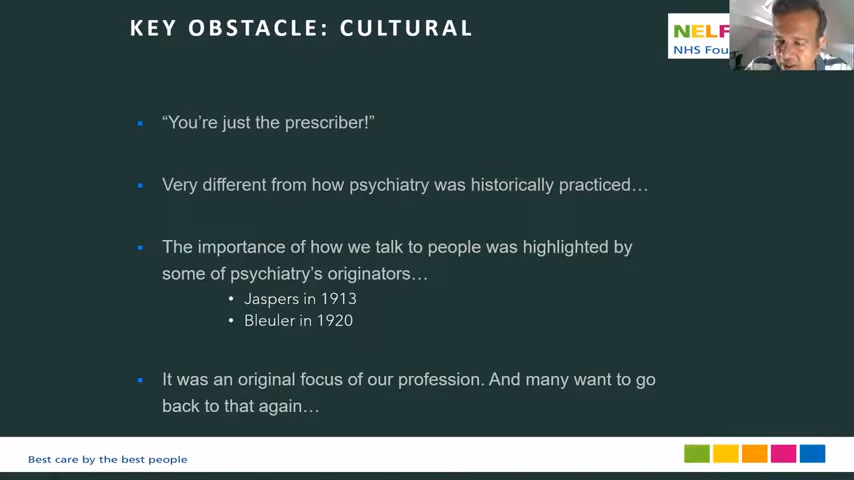 KEY OBSTACLE: CULTURAL
NELF
NHS Fou
“You’re just the prescriber!”
Very different from how psychiatry was historically practiced…
The importance of how we talk to people was highlighted by
some of psychiatry’s originators…
Jaspers in 1913
Bleuler in 1920
It was an original focus of our profession. And many want to go
back to that again…
Best care by the best people